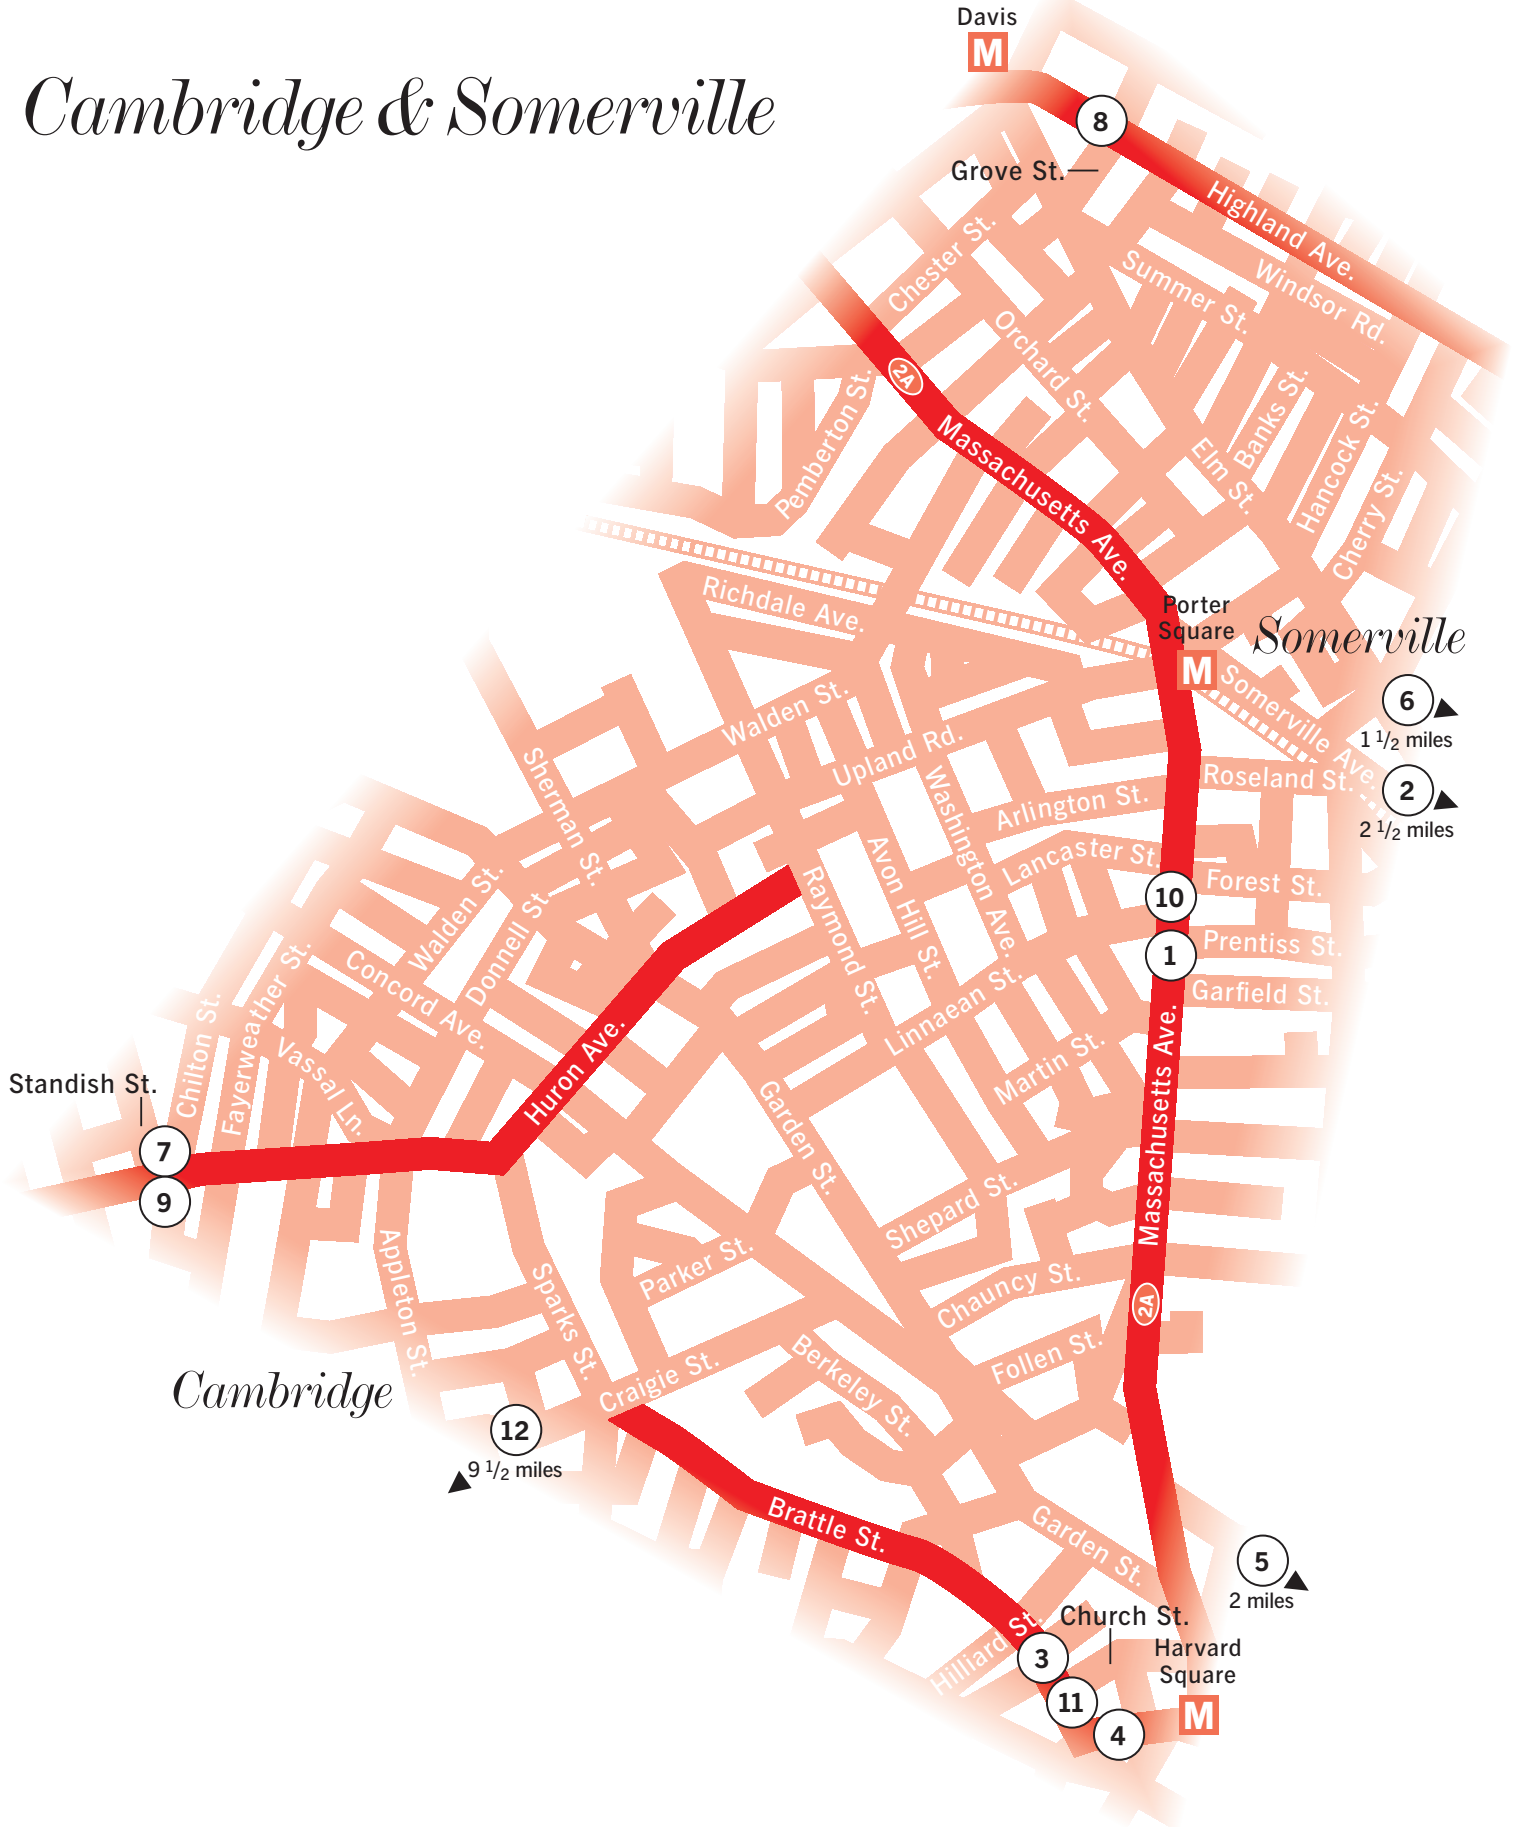 Davis
M
Cambridge & Somerville
8
Grove St.
Highland Ave.
Chester St.
Summer St.
Windsor Rd.
Orchard St.
2A
Pemberton St.
Banks St.
Massachusetts Ave.
Elm St.
Hancock St.
Cherry St.
Richdale Ave.
Porter
Square
M
Somerville
Somerville Ave.
6
1 1/2 miles
Walden St.
Upland Rd.
Sherman St.
Washington Ave.
Arlington St.
Roseland St.
2
2 1/2 miles
Avon Hill St.
Lancaster St.
Raymond St.
Walden St.
Donnell St.
10
Forest St.
1
Prentiss St.
Garfield St.
Concord Ave.
Linnaean St.
Chilton St.
Fayerweather St.
Vassal Ln.
Huron Ave.
Martin St.
Massachusetts Ave.
Standish St.
7
9
Garden St.
Shepard St.
Appleton St.
Sparks St.
Parker St.
Chauncy St.
2A
Craigie St.
Berkeley St.
Follen St.
Cambridge
12
9 1/2 miles
Brattle St.
Garden St.
5
2 miles
Church St.
Hilliard St.
Harvard
Square
3
11
4
M